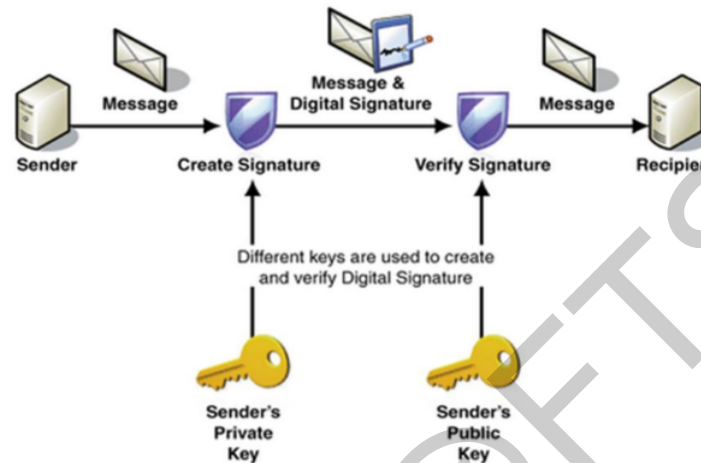 Message
Message &
Digital Signature
Message
Sender
Create Signature
Verify Signature
Different keys are used to create
and verify Digital Signature
Sender's
Private
Key
Sender's
Public
Key